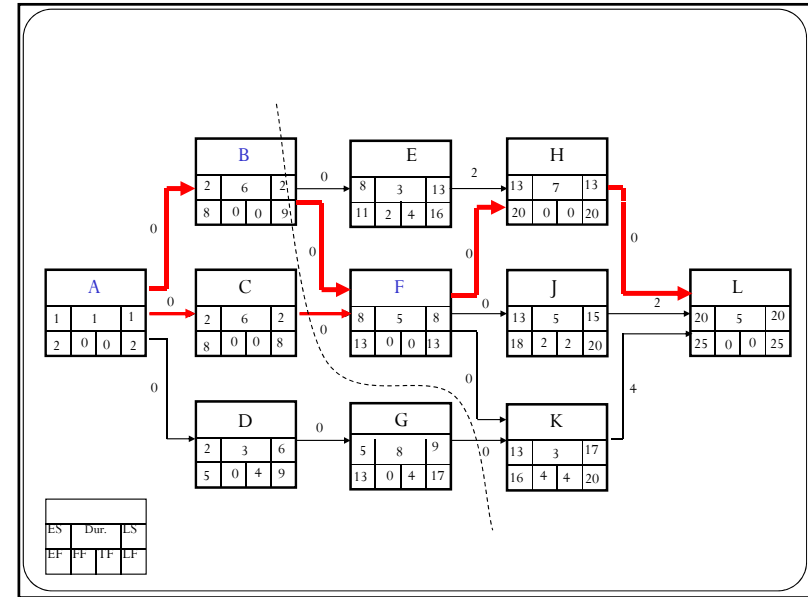 B
2 6 2
8 0 0 9
0
E
8 3 13
11 2 4 16
2
H
13 7 13
20 0 0 20
0
0
0
0
A
1 1 1
2 0 0 2
0
C
2 6 2
8 0 0 8
0
F
8 5 8
13 0 0 13
0
J
13 5 15
18 2 2 20
2
L
20 5 20
25 0 0 25
0
0
4
D
2 3 6
5 0 4 9
0
G
5 8 9
13 0 4 17
0
K
13 3 17
16 4 4 20
ES Dur. LS
EF FF TF LF